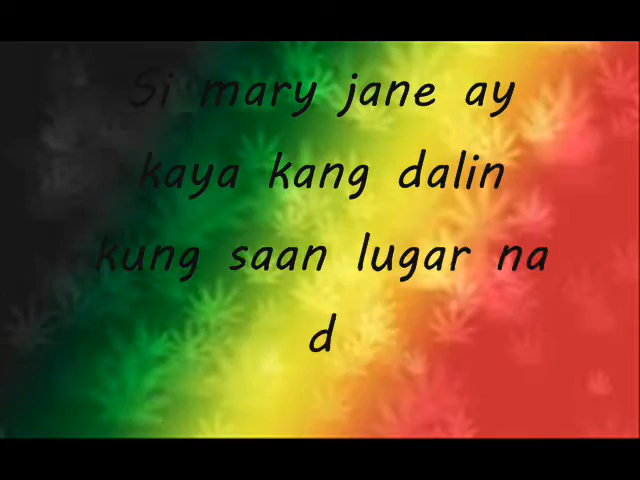 Si mary jane ay
kaya kang dalin
kung saan lugar na
d